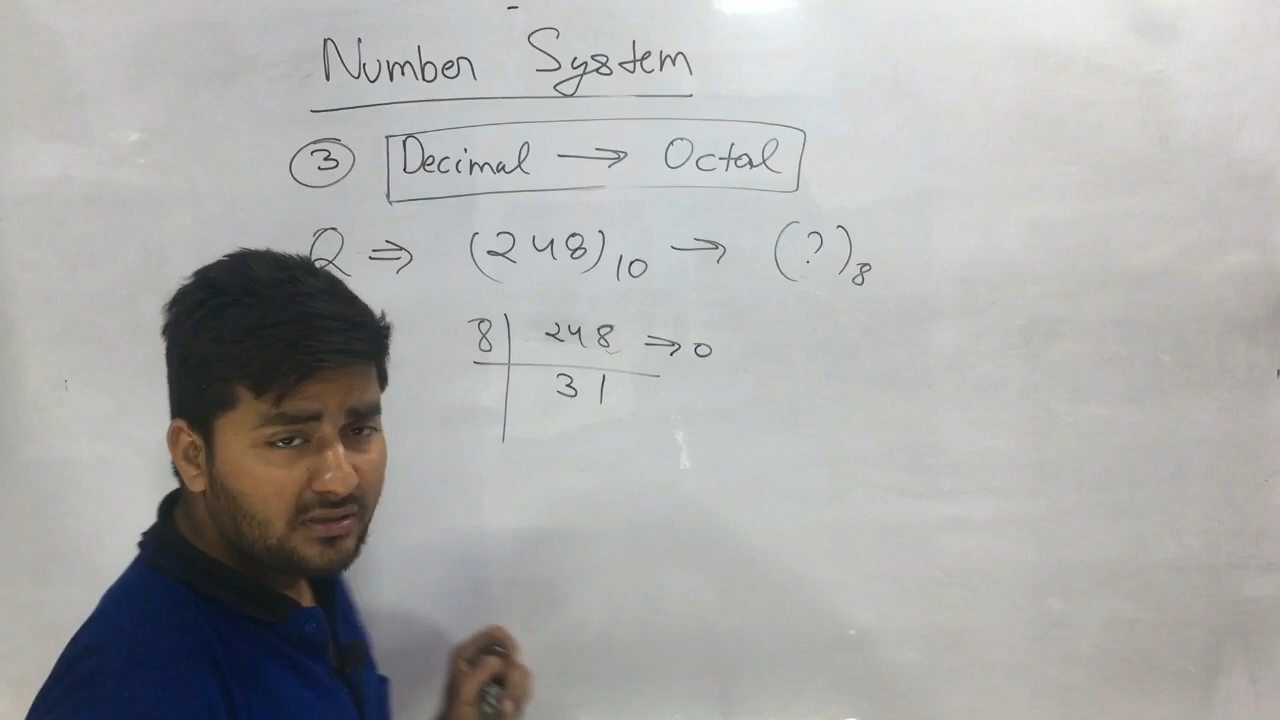 Number System
③ Decimal → Octal
Q ⇒ (248)₁₀ → (?)₈
8 | 248 ⇒ 0
31